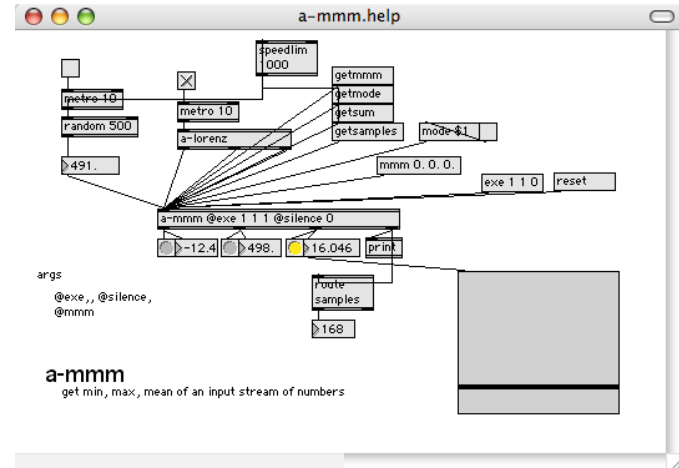 a-mmm.help
speedlim
1000
getmmm
metro 10
getmode
metro 10
getsum
random 500
getsamples
mode $1
a-lorenz
491.
mmm 0. 0. 0.
exe 1 1 0
reset
a-mmm @exe 1 1 1 @silence 0
-12.4
498.
16.046
print
args
route
samples
@exe,, @silence,
@mmm
168
a-mmm
get min, max, mean of an input stream of numbers